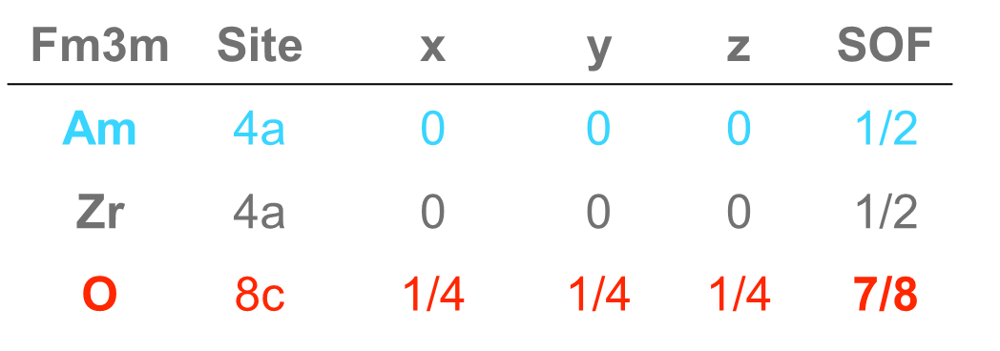 Fm3m Site x y z SOF
Am 4a 0 0 0 1/2
Zr 4a 0 0 0 1/2
O 8c 1/4 1/4 1/4 7/8